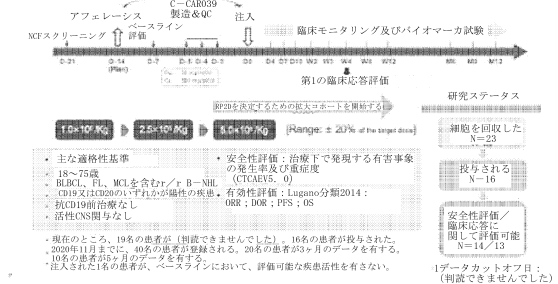 C-CAR039
製造&QC
アフェレーシス
注入
NCFスクリーニング
ベースライン
評価
臨床モニタリング及びバイオマーカ試験
D-21
D-14
D-5
D-4
D-3
D0
D4 D7 D10 W2 W3 W4
M12
第1の臨床応答評価
RP2Dを決定するための拡大コホートを開始する
研究ステータス
1.0×10⁶/Kg
2.5×10⁶/Kg
5.0×10⁶/Kg
[Range: ± 20% of the target dose]
細胞を回収した
N=23
投与される
N=16
安全性評価/
臨床応答に
関して評価可能
N=14/13
・主な適格性基準
18~75歳
BLBCL、FL、MCLを含むr/r B-NHL
CD19又はCD20のいずれかが陽性の疾患
抗CD19前治療なし
活性CNS関与なし
・安全性評価:治療下で発現する有害事象
の発生率及び重症度
(CTCAEV5.0)
・有効性評価:Lugano分類2014:
ORR;DOR;PFS;OS
・現在のところ、19名の患者が(判読できませんでした)。16名の患者が投与された。
2020年11月までに、40名の患者が登録される。20名の患者が3ヶ月のデータを有する。
10名の患者が5ヶ月のデータを有する。
注入された1名の患者が、ベースラインにおいて、評価可能な疾患活性を有さない。
1データカットオフ日:
(判読できませんでした)